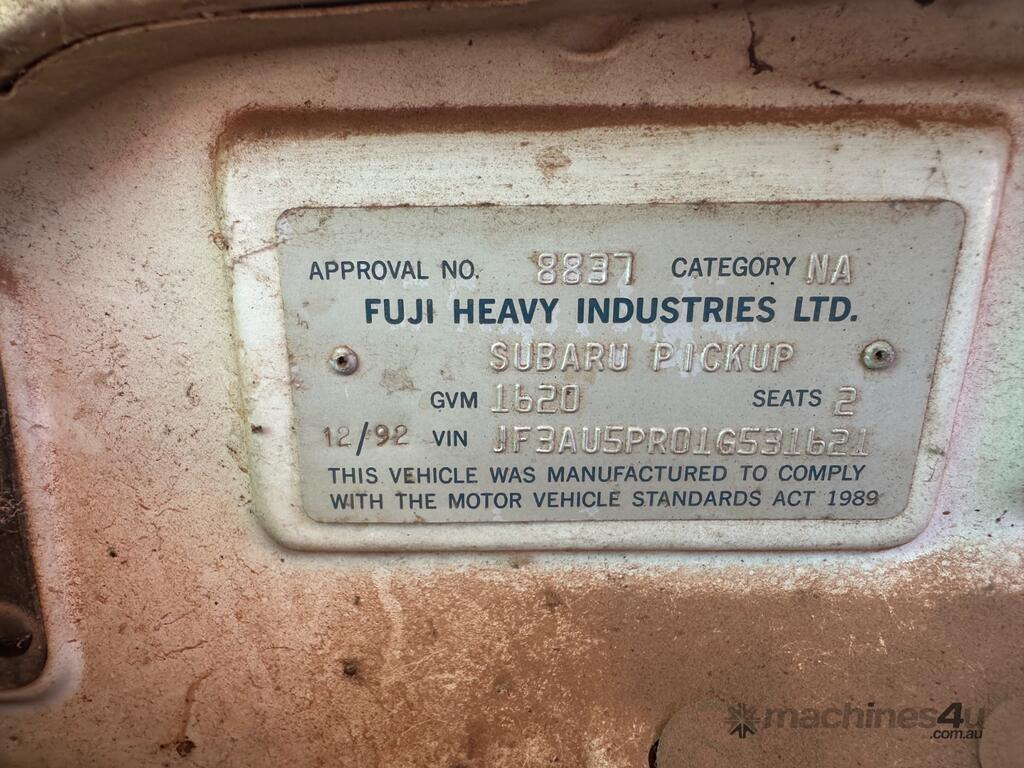 APPROVAL NO. 8837 CATEGORY NA
FUJI HEAVY INDUSTRIES LTD.
SUBARU PICKUP
GVM 1620 SEATS 2
12/92 VIN JF3AU5PR01G531621
THIS VEHICLE WAS MANUFACTURED TO COMPLY
WITH THE MOTOR VEHICLE STANDARDS ACT 1989
machines4u
.com.au